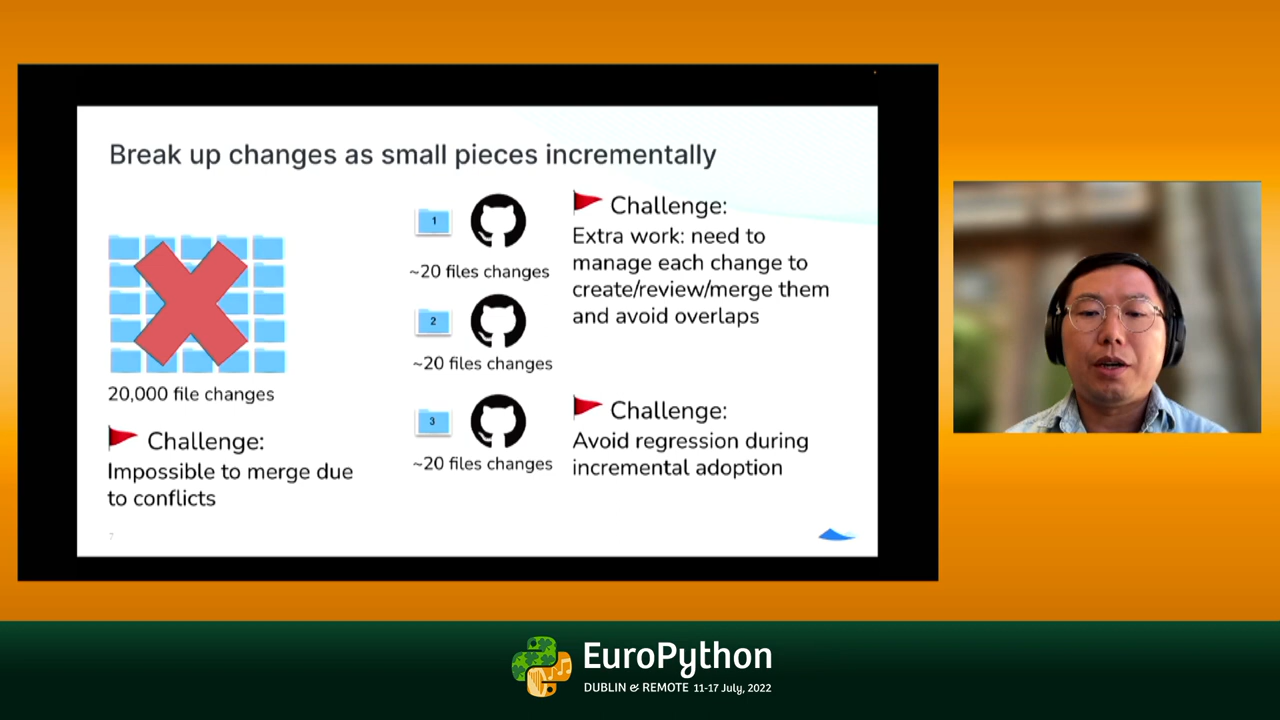 Break up changes as small pieces incrementally
20,000 file changes
Challenge:
Impossible to merge due
to conflicts
1
~20 files changes
2
~20 files changes
3
~20 files changes
Challenge:
Extra work: need to
manage each change to
create/review/merge them
and avoid overlaps
Challenge:
Avoid regression during
incremental adoption
7
EuroPython
DUBLIN & REMOTE 11-17 July, 2022